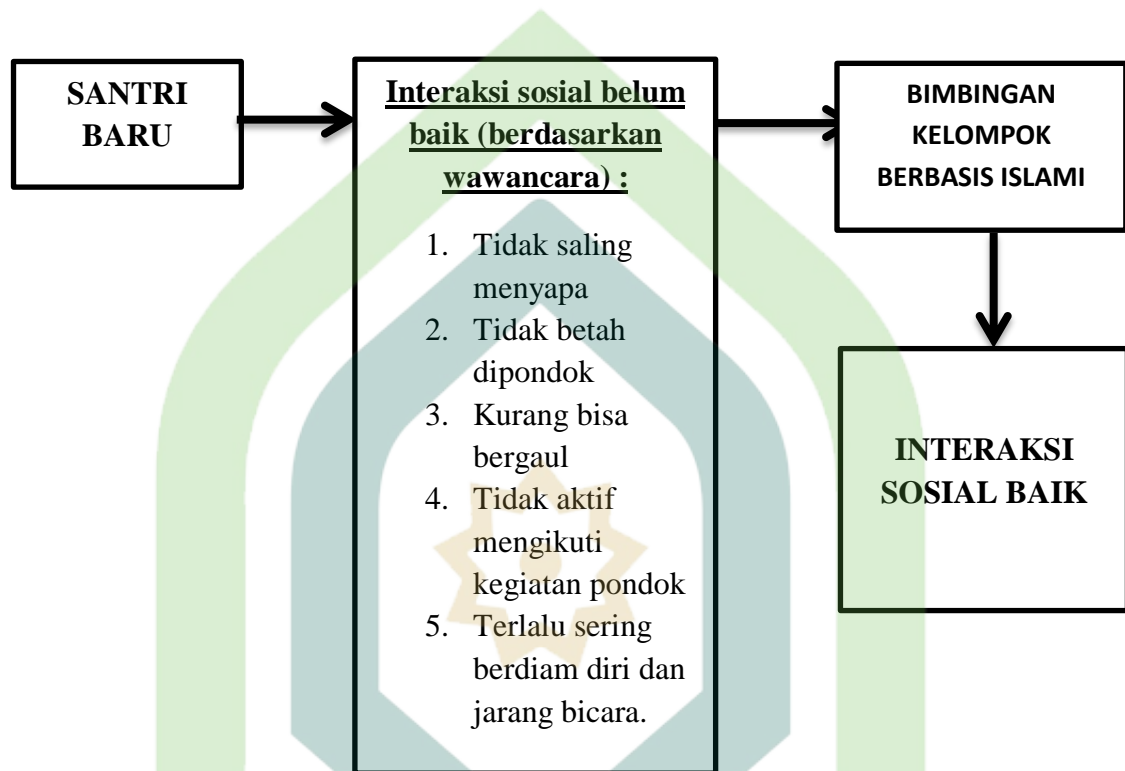 SANTRI
BARU
Interaksi sosial belum
baik (berdasarkan
wawancara) :
1. Tidak saling
menyapa
2. Tidak betah
dipondok
3. Kurang bisa
bergaul
4. Tidak aktif
mengikuti
kegiatan pondok
5. Terlalu sering
berdiam diri dan
jarang bicara.
BIMBINGAN
KELOMPOK
BERBASIS ISLAMI
INTERAKSI
SOSIAL BAIK